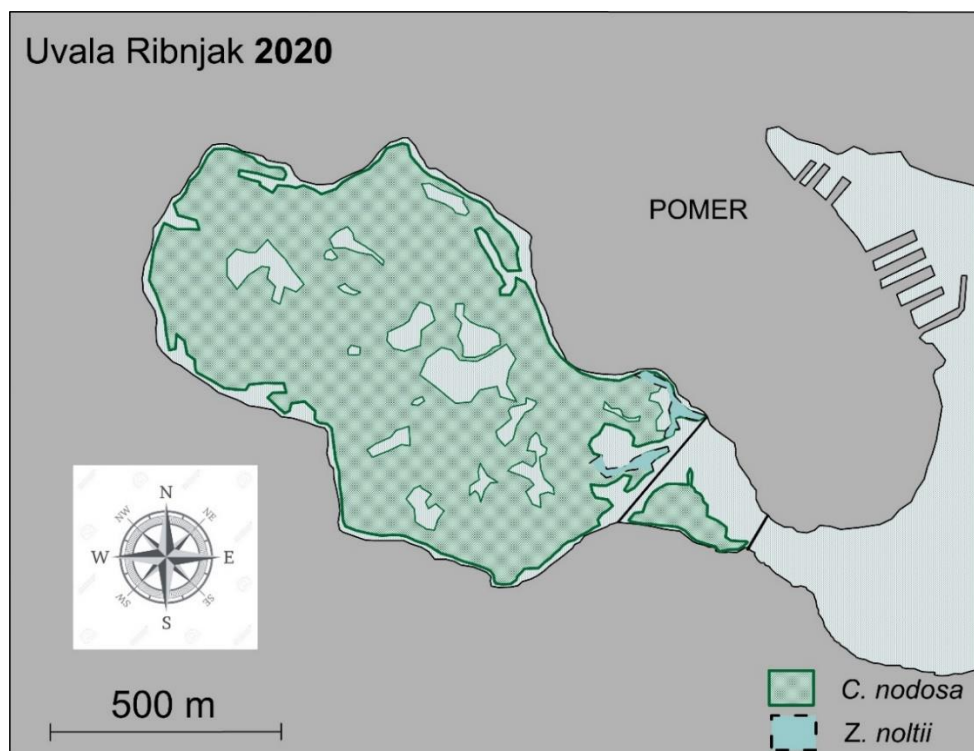 Uvala Ribnjak 2020
POMER
N
NW
NE
W
E
SW
SE
S
500 m
C. nodosa
Z. noltii